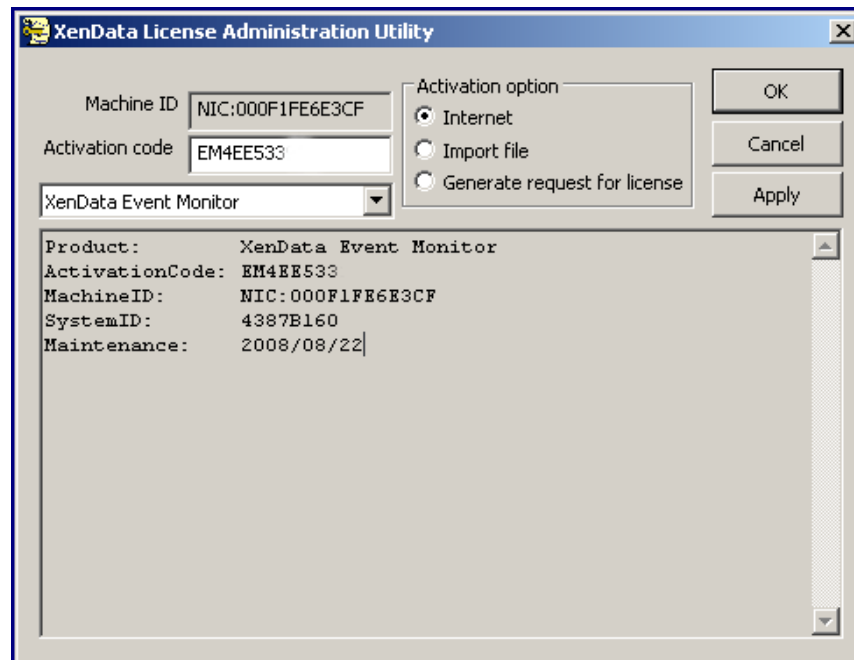 XenData License Administration Utility
Machine ID
NIC:000F1FE6E3CF
Activation code
EM4EE533
XenData Event Monitor
Activation option
Internet
Import file
Generate request for license
OK
Cancel
Apply
Product: XenData Event Monitor
ActivationCode: EM4EE533
MachineID: NIC:000F1FE6E3CF
SystemID: 4387B160
Maintenance: 2008/08/22